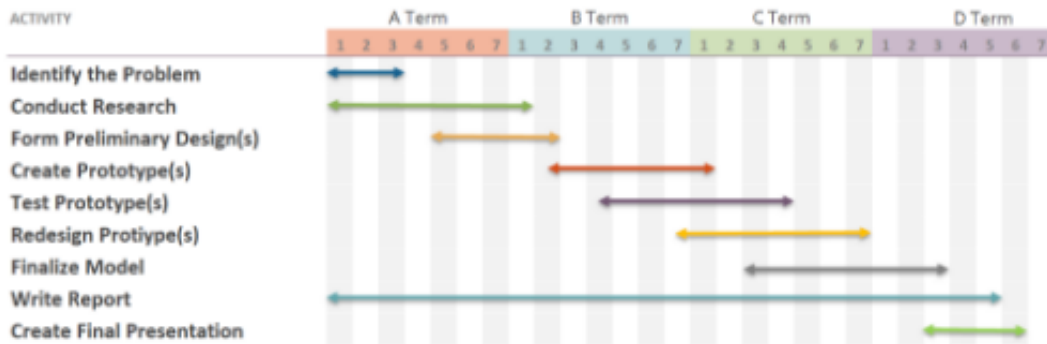 ACTIVITY A Term B Term C Term D Term
1 2 3 4 5 6 7 1 2 3 4 5 6 7 1 2 3 4 5 6 7 1 2 3 4 5 6 7
Identify the Problem
Conduct Research
Form Preliminary Design(s)
Create Prototype(s)
Test Prototype(s)
Redesign Protiype(s)
Finalize Model
Write Report
Create Final Presentation